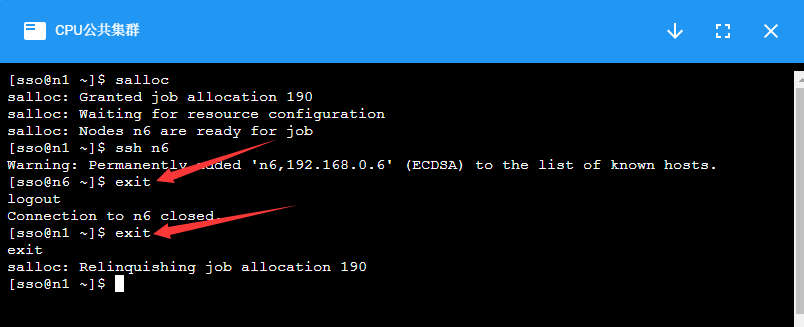 CPU公共集群
[sso@n1 ~]$ salloc
salloc: Granted job allocation 190
salloc: Waiting for resource configuration
salloc: Nodes n6 are ready for job
[sso@n1 ~]$ ssh n6
Warning: Permanently added 'n6,192.168.0.6' (ECDSA) to the list of known hosts.
[sso@n6 ~]$ exit
logout
Connection to n6 closed.
[sso@n1 ~]$ exit
exit
salloc: Relinquishing job allocation 190
[sso@n1 ~]$